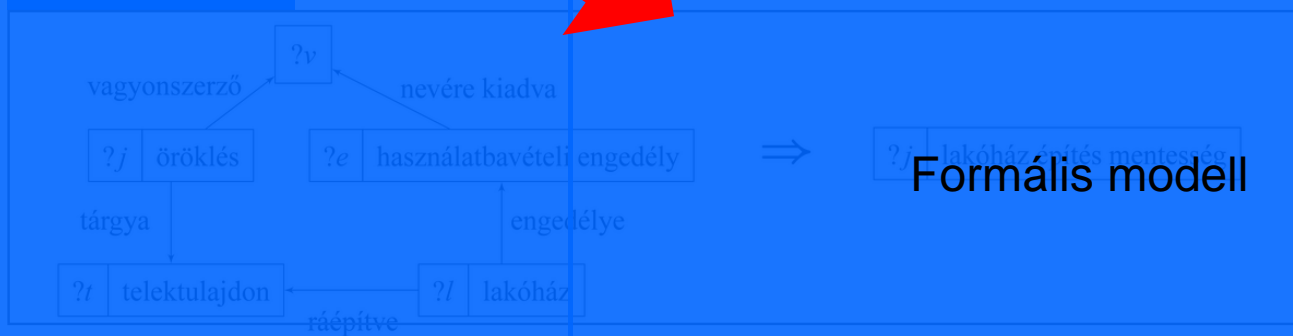 ?v
vagyonszerző
nevére kiadva
?j öröklés
?e használatbavételi engedély
⇒
?j lakóház építés mentesség
Formális modell
tárgya
engedélye
?t telektulajdon
?l lakóház
ráépítve